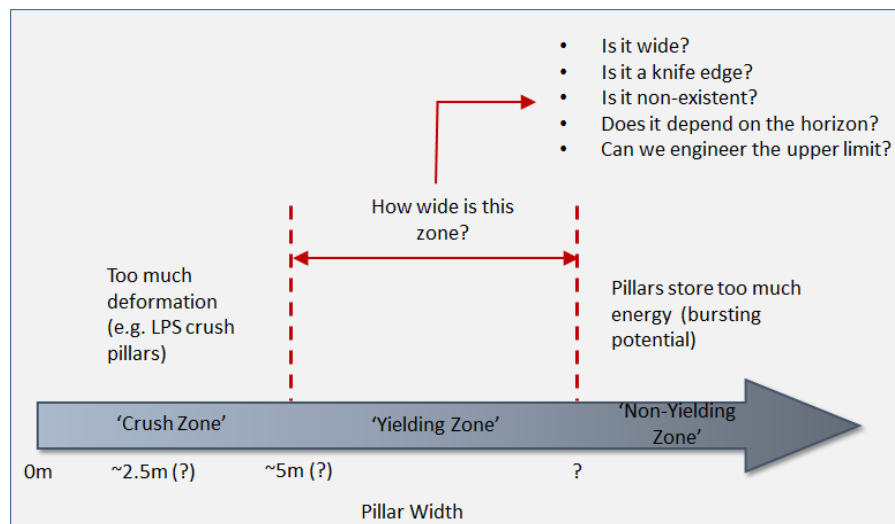 • Is it wide?
• Is it a knife edge?
• Is it non-existent?
• Does it depend on the horizon?
• Can we engineer the upper limit?
How wide is this
zone?
Too much
deformation
(e.g. LPS crush
pillars)
Pillars store too much
energy (bursting
potential)
‘Crush Zone’
‘Yielding Zone’
‘Non-Yielding
Zone’
0m
~2.5m (?)
~5m (?)
?
Pillar Width